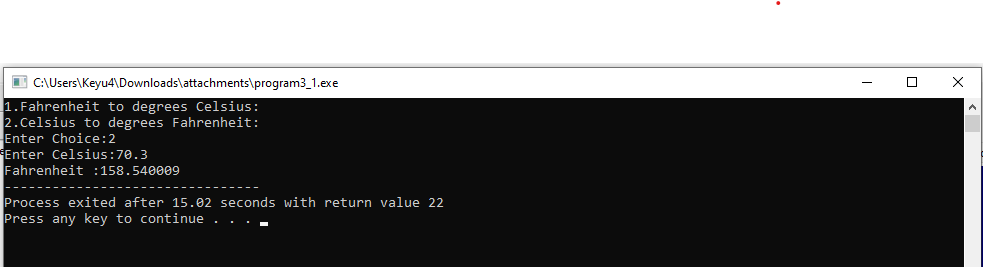 C:\Users\Keyu4\Downloads\attachments\program3_1.exe
1.Fahrenheit to degrees Celsius:
2.Celsius to degrees Fahrenheit:
Enter Choice:2
Enter Celsius:70.3
Fahrenheit :158.540009
--------------------------------
Process exited after 15.02 seconds with return value 22
Press any key to continue . . .